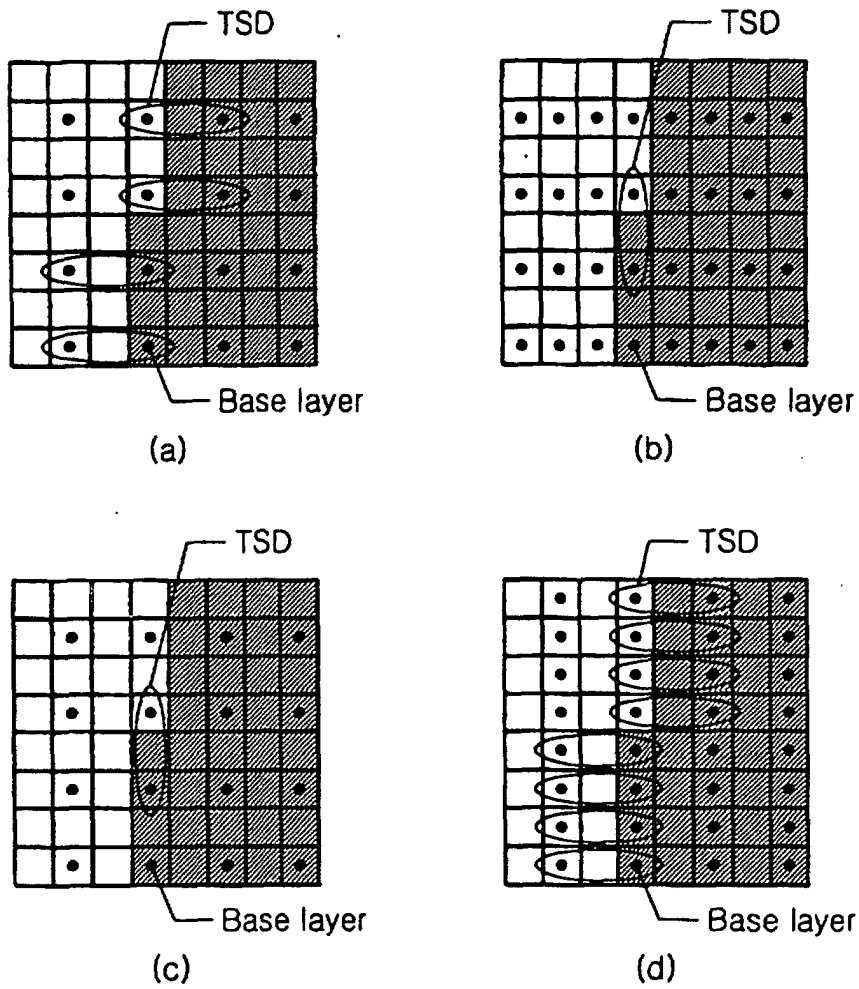 TSD
TSD
Base layer
Base layer
(a)
(b)
TSD
TSD
Base layer
Base layer
(c)
(d)